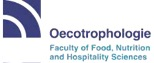 Oecotrophologie
Faculty of Food, Nutrition
and Hospitality Sciences